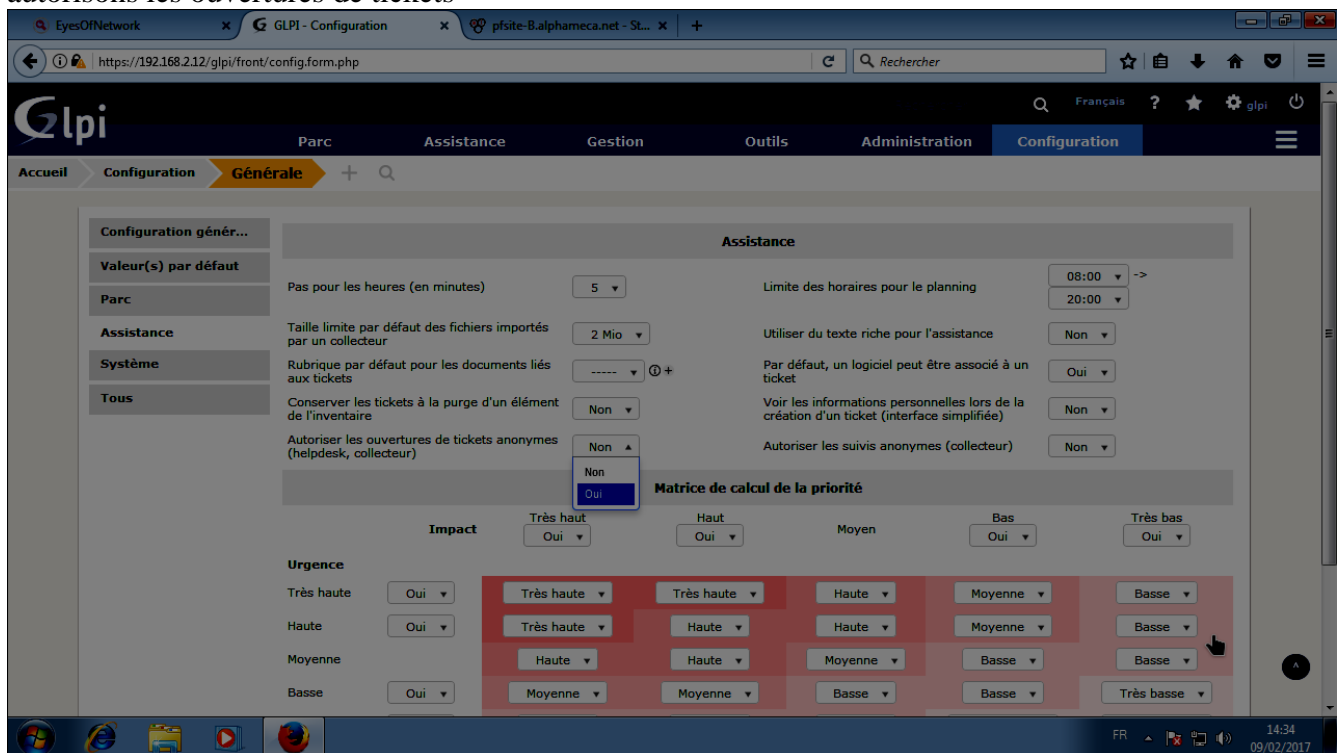 autorisons les ouvertures de tickets
EyesOfNetwork
GLPI - Configuration
pfsite-B.alphameca.net - St...
https://192.168.2.12/glpi/front/config.form.php
Rechercher
Glpi
Français ? glpi
Parc Assistance Gestion Outils Administration Configuration
Accueil Configuration Générale
Configuration génér...
Valeur(s) par défaut
Parc
Assistance
Système
Tous
Assistance
Pas pour les heures (en minutes) 5
Limite des horaires pour le planning 08:00 ->
20:00
Taille limite par défaut des fichiers importés
par un collecteur 2 Mio
Utiliser du texte riche pour l'assistance Non
Rubrique par défaut pour les documents liés
aux tickets -----
Par défaut, un logiciel peut être associé à un
ticket Oui
Conserver les tickets à la purge d'un élément
de l'inventaire Non
Voir les informations personnelles lors de la
création d'un ticket (interface simplifiée) Non
Autoriser les ouvertures de tickets anonymes
(helpdesk, collecteur) Non
Non
Oui
Autoriser les suivis anonymes (collecteur) Non
Matrice de calcul de la priorité
Impact Très haut Haut Moyen Bas Très bas
Oui Oui Oui Oui
Urgence
Très haute Oui Très haute Très haute Haute Moyenne Basse
Haute Oui Très haute Haute Haute Moyenne Basse
Moyenne Haute Haute Moyenne Basse Basse
Basse Oui Moyenne Moyenne Basse Basse Très basse
FR
14:34
09/02/2017